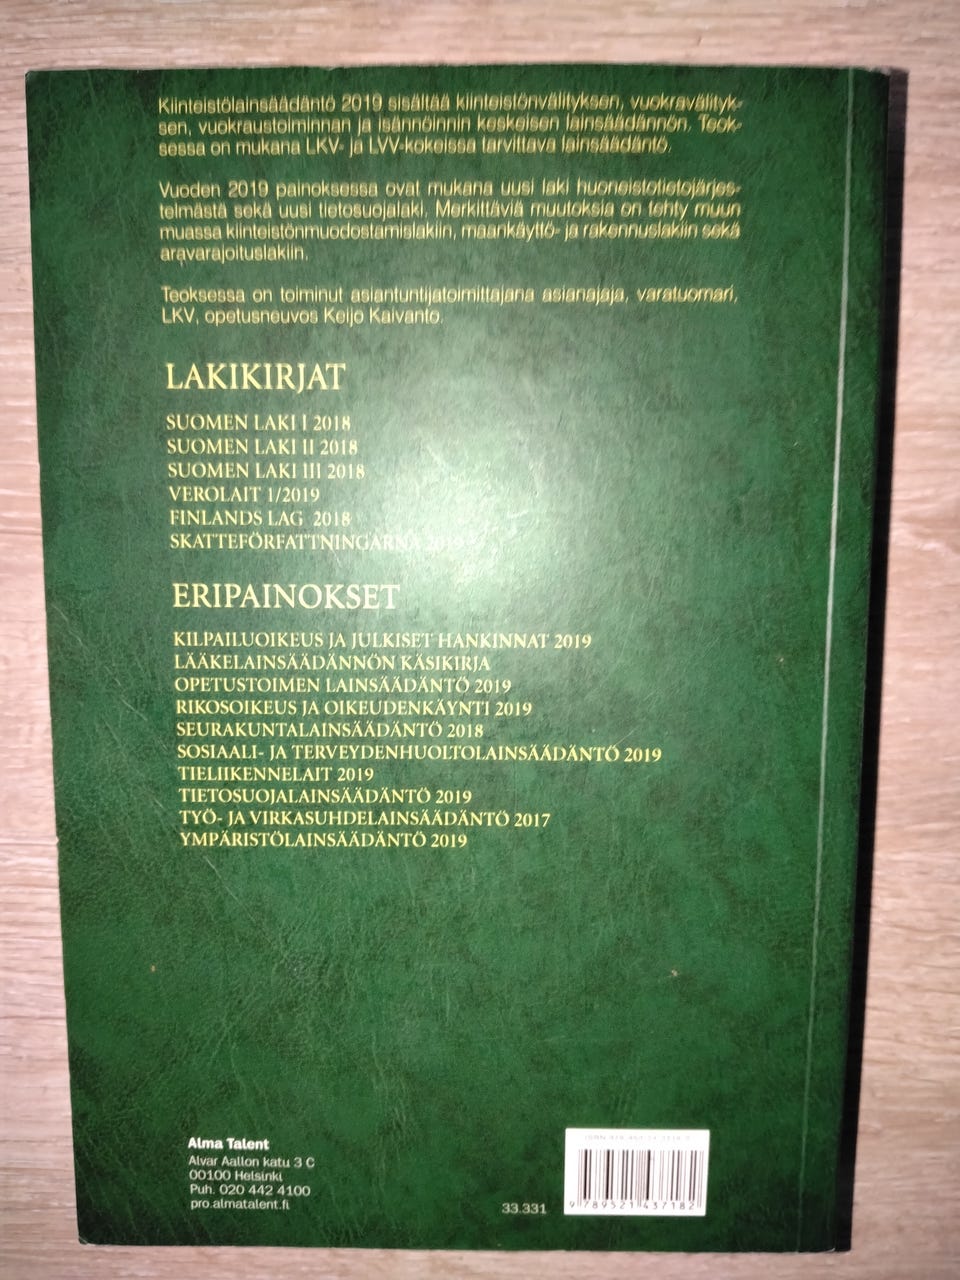 Kiinteistölainsäädäntö 2019 sisältää kiinteistönvälityksen, vuokravälityk-
sen, vuokraustoiminnan ja isännöinnin keskeisen lainsäädännön. Teok-
sessa on mukana LKV- ja LVV-kokeissa tarvittava lainsäädäntö.
Vuoden 2019 painoksessa ovat mukana uusi laki huoneistotietojärjes-
telmästä sekä uusi tietosuojalaki. Merkittäviä muutoksia on tehty muun
muassa kiinteistönmuodostamislakiin, maankäyttö- ja rakennuslakiin sekä
aravarajoituslakiin.
Teoksessa on toiminut asiantuntijatoimittajana asianajaja, varatuomari,
LKV, opetusneuvos Keijo Kaivanto.
LAKIKIRJAT
SUOMEN LAKI I 2018
SUOMEN LAKI II 2018
SUOMEN LAKI III 2018
VEROLAIT 1/2019
FINLANDS LAG 2018
SKATTEFÖRFATTNINGARNA 2019
ERIPAINOKSET
KILPAILUOIKEUS JA JULKISET HANKINNAT 2019
LÄÄKELAINSÄÄDÄNNÖN KÄSIKIRJA
OPETUSTOIMEN LAINSÄÄDÄNTÖ 2019
RIKOSOIKEUS JA OIKEUDENKÄYNTI 2019
SEURAKUNTALAINSÄÄDÄNTÖ 2018
SOSIAALI- JA TERVEYDENHUOLTOLAINSÄÄDÄNTÖ 2019
TIELIIKENNELAIT 2019
TIETOSUOJALAINSÄÄDÄNTÖ 2019
TYÖ- JA VIRKASUHDELAINSÄÄDÄNTÖ 2017
YMPÄRISTÖLAINSÄÄDÄNTÖ 2019
Alma Talent
Alvar Aallon katu 3 C
00100 Helsinki
Puh. 020 442 4100
pro.almatalent.fi
33.331
ISBN
9 789521 437182